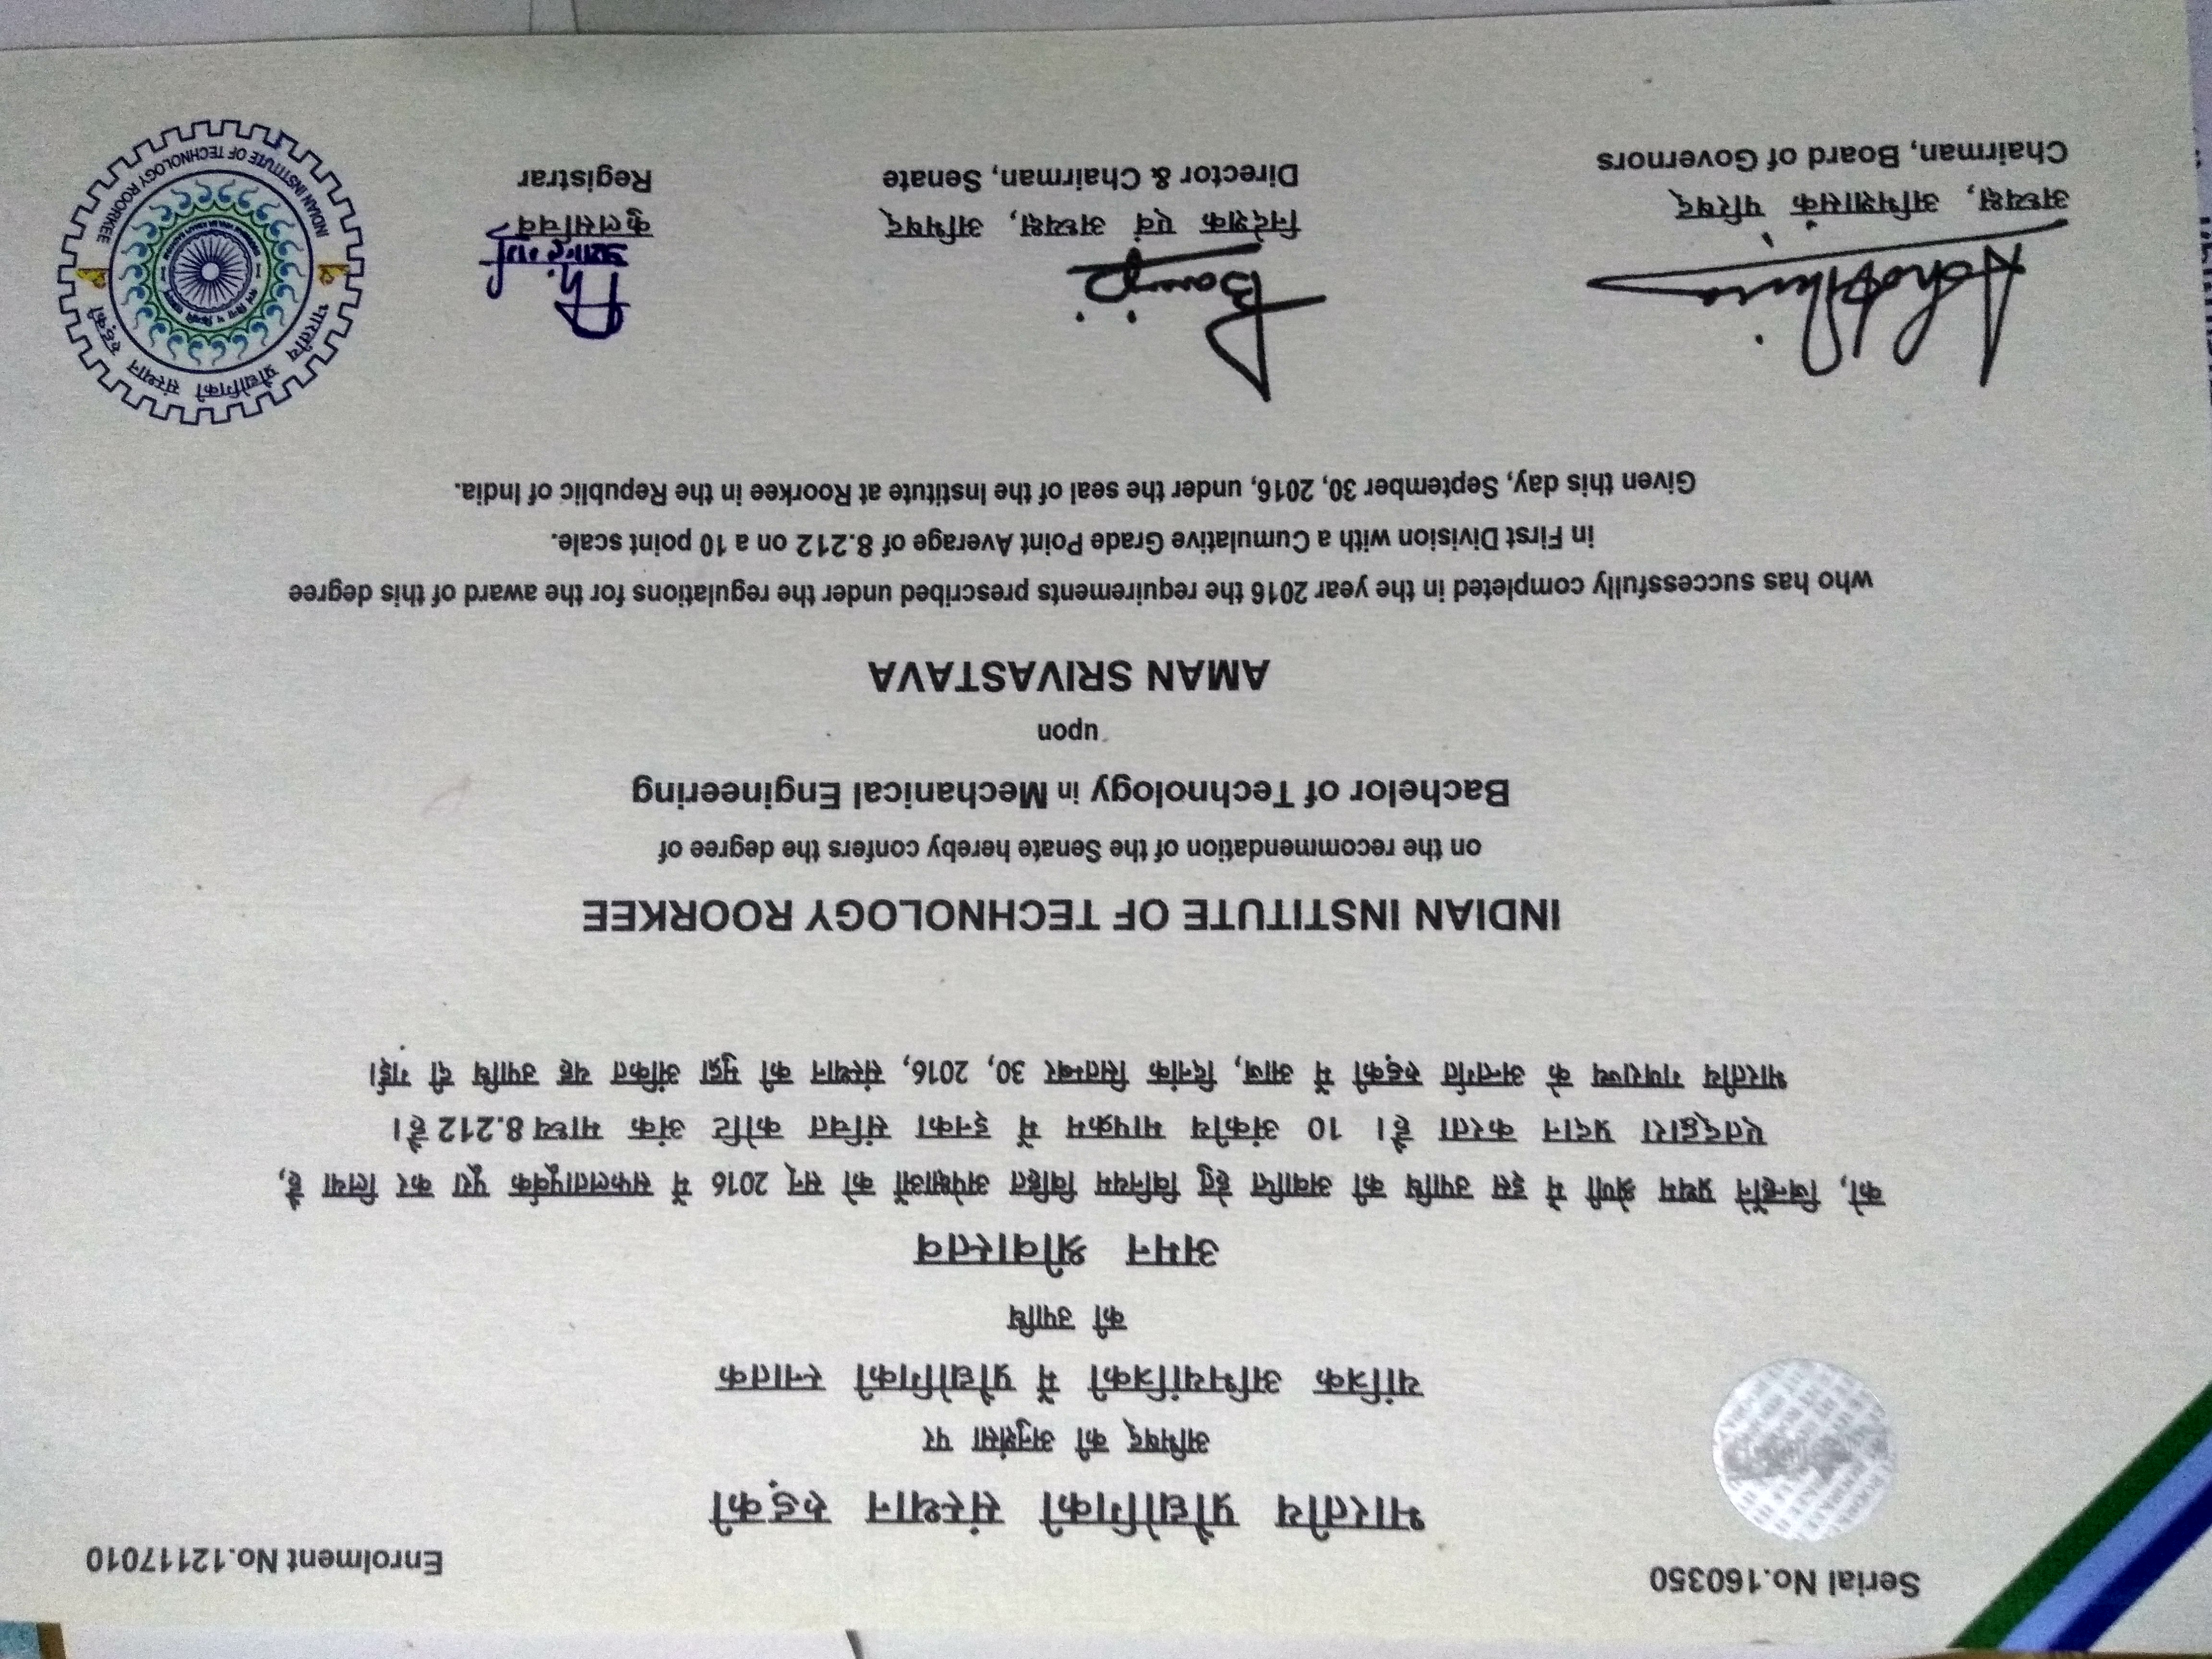 Serial No.160350
Enrolment No.12117010
भारतीय प्रौद्योगिकी संस्थान रुड़की
अभिषद् की अनुशंसा पर
यांत्रिक अभियांत्रिकी में प्रौद्योगिकी स्नातक
की उपाधि
अमन श्रीवास्तव
को, जिन्होंने प्रथम श्रेणी में इस उपाधि की अवाप्ति हेतु विनियम विहित अपेक्षाओं को सन् 2016 में सफलतापूर्वक पूरा कर लिया है,
एतद्द्वारा प्रदान करता है। 10 अंकीय मापक्रम में इनका संचित कोटि अंक माध्य 8.212 है।
भारतीय गणराज्य के अन्तर्गत रुड़की में आज, दिनांक सितम्बर 30, 2016, संस्थान की मुद्रा अंकित यह उपाधि दी गई।
INDIAN INSTITUTE OF TECHNOLOGY ROORKEE
on the recommendation of the Senate hereby confers the degree of
Bachelor of Technology in Mechanical Engineering
upon
AMAN SRIVASTAVA
who has successfully completed in the year 2016 the requirements prescribed under the regulations for the award of this degree
in First Division with a Cumulative Grade Point Average of 8.212 on a 10 point scale.
Given this day, September 30, 2016, under the seal of the Institute at Roorkee in the Republic of India.
अध्यक्ष, अभिशासकं परिषद्
Chairman, Board of Governors
निदेशक एवं अध्यक्ष, अभिषद्
Director & Chairman, Senate
कुलसचिव
Registrar
भारतीय प्रौद्योगिकी संस्थान रुड़की
INDIAN INSTITUTE OF TECHNOLOGY ROORKEE